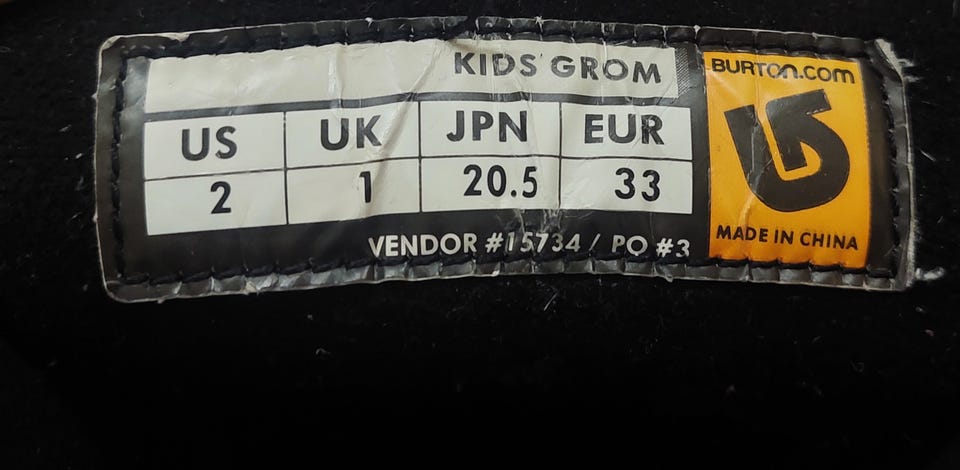 KIDS' GROM
US UK JPN EUR
2 1 20.5 33
VENDOR #15734 / PO #3
BURTON.COM
MADE IN CHINA